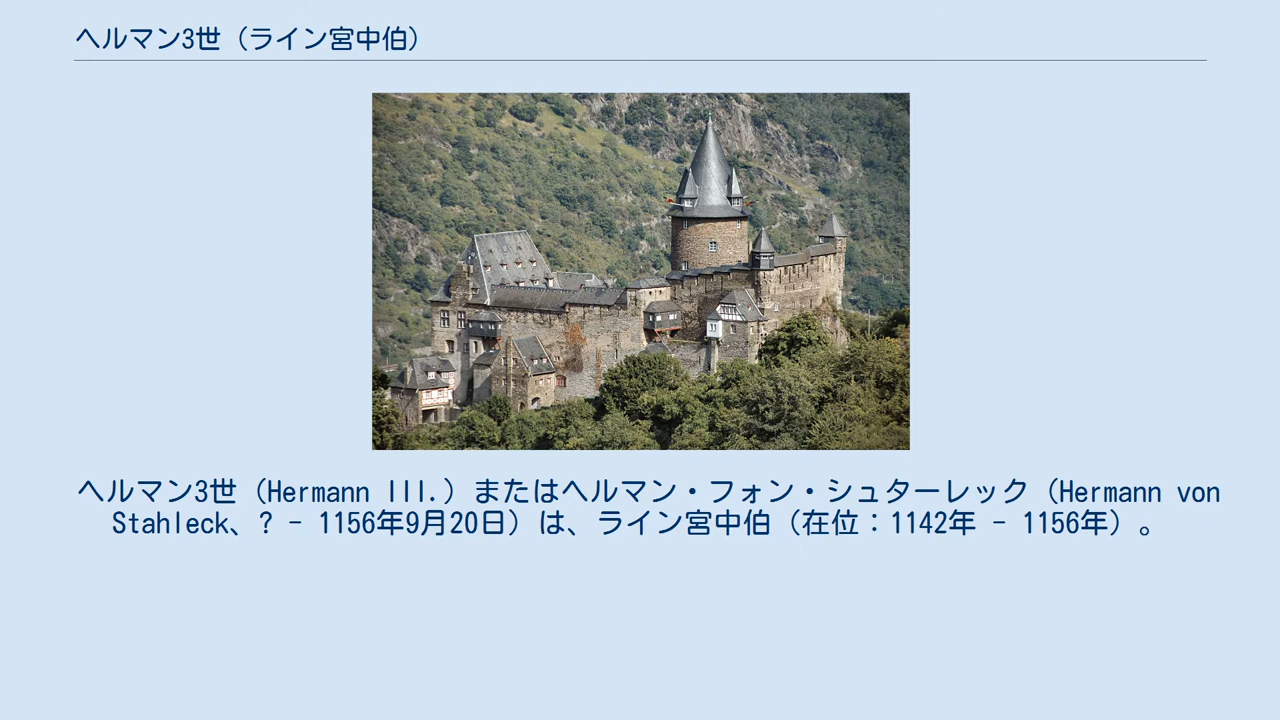 ヘルマン3世（ライン宮中伯）
ヘルマン3世（Hermann III.）またはヘルマン・フォン・シュターレック（Hermann von
Stahleck、? - 1156年9月20日）は、ライン宮中伯（在位：1142年 - 1156年）。